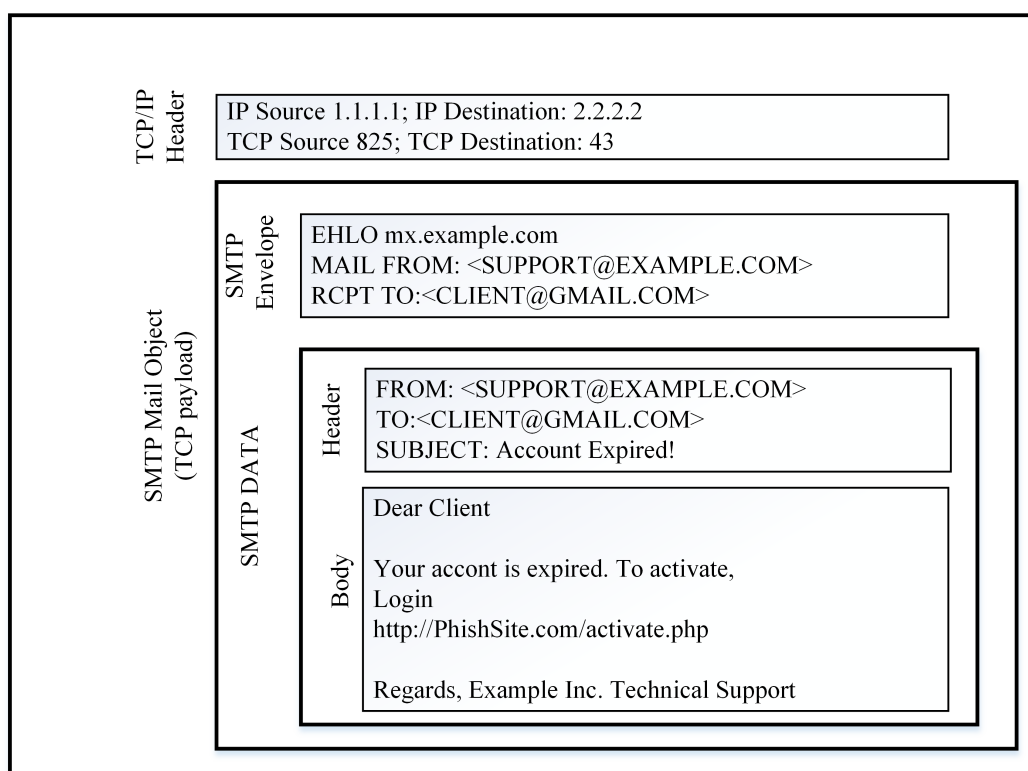 TCP/IP
Header
IP Source 1.1.1.1; IP Destination: 2.2.2.2
TCP Source 825; TCP Destination: 43
SMTP Mail Object
(TCP payload)
SMTP
Envelope
EHLO mx.example.com
MAIL FROM: <SUPPORT@EXAMPLE.COM>
RCPT TO:<CLIENT@GMAIL.COM>
SMTP DATA
Header
FROM: <SUPPORT@EXAMPLE.COM>
TO:<CLIENT@GMAIL.COM>
SUBJECT: Account Expired!
Body
Dear Client
Your accont is expired. To activate,
Login
http://PhishSite.com/activate.php
Regards, Example Inc. Technical Support